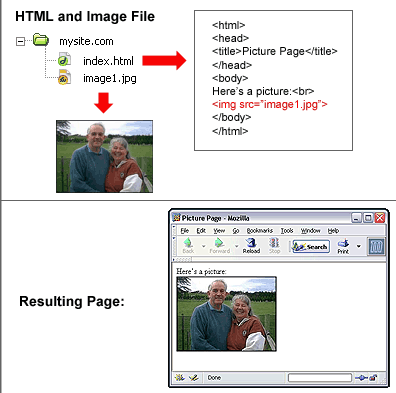 HTML and Image File
mysite.com
index.html
image1.jpg
<html>
<head>
<title>Picture Page</title>
</head>
<body>
Here's a picture:<br>
<img src="image1.jpg">
</body>
</html>
Resulting Page:
Picture Page - Mozilla
File Edit View Go Bookmarks Tools Window Help
Back Forward Reload Stop Search Print
Here's a picture:
Done